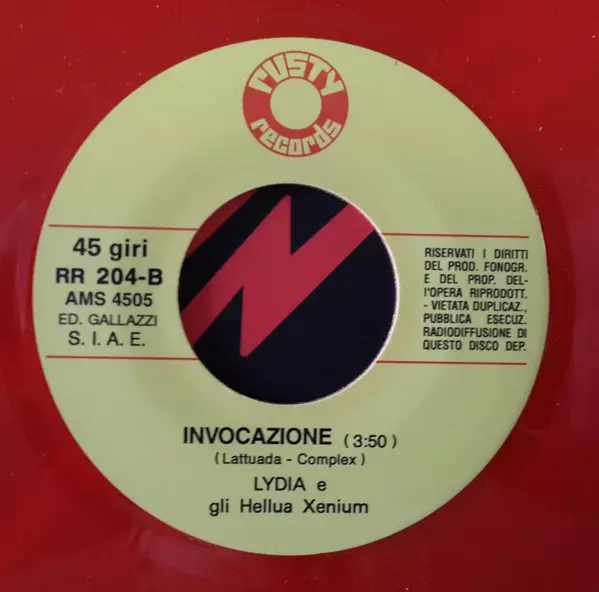 rusty
records
45 giri
RR 204-B
AMS 4505
ED. GALLAZZI
S. I. A. E.
RISERVATI I DIRITTI
DEL PROD. FONOGR.
E DEL PROP. DEL-
l'OPERA RIPRODOTT.
- VIETATA DUPLICAZ.,
PUBBLICA ESECUZ.
RADIODIFFUSIONE DI
QUESTO DISCO DEP.
INVOCAZIONE (3:50)
(Lattuada - Complex)
LYDIA e
gli Hellua Xenium